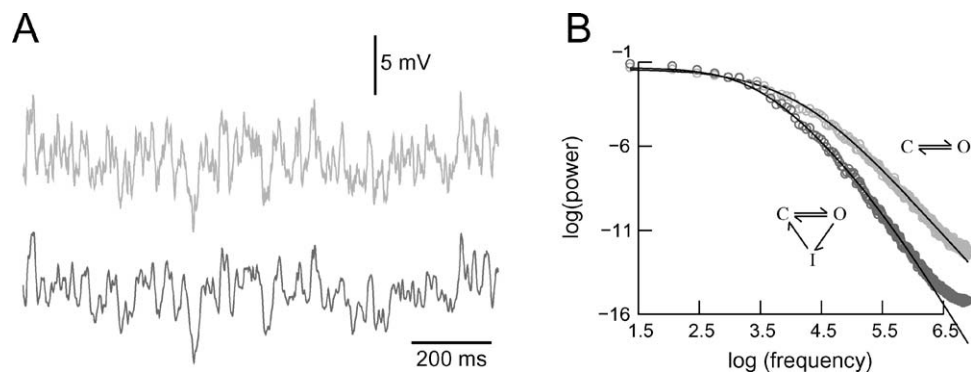 A
5 mV
200 ms
B
log(power)
−1
−6
−11
−16
C ⇌ O
C ⇌ O
I
1.5 2.5 3.5 4.5 5.5 6.5
log (frequency)